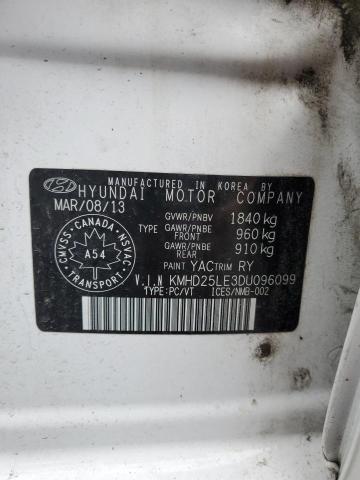 MANUFACTURED IN KOREA BY
HYUNDAI MOTOR COMPANY
MAR/08/13
GVWR/PNBV 1840 kg
TYPE GAWR/PNBE FRONT 960 kg
GAWR/PNBE REAR 910 kg
PAINT YAC TRIM RY
V.I.N KMHD25LE3DU096099
TYPE:PC/VT ICES/NMB-002
CANADA
CMVSS NSVAC
A54
TRANSPORT